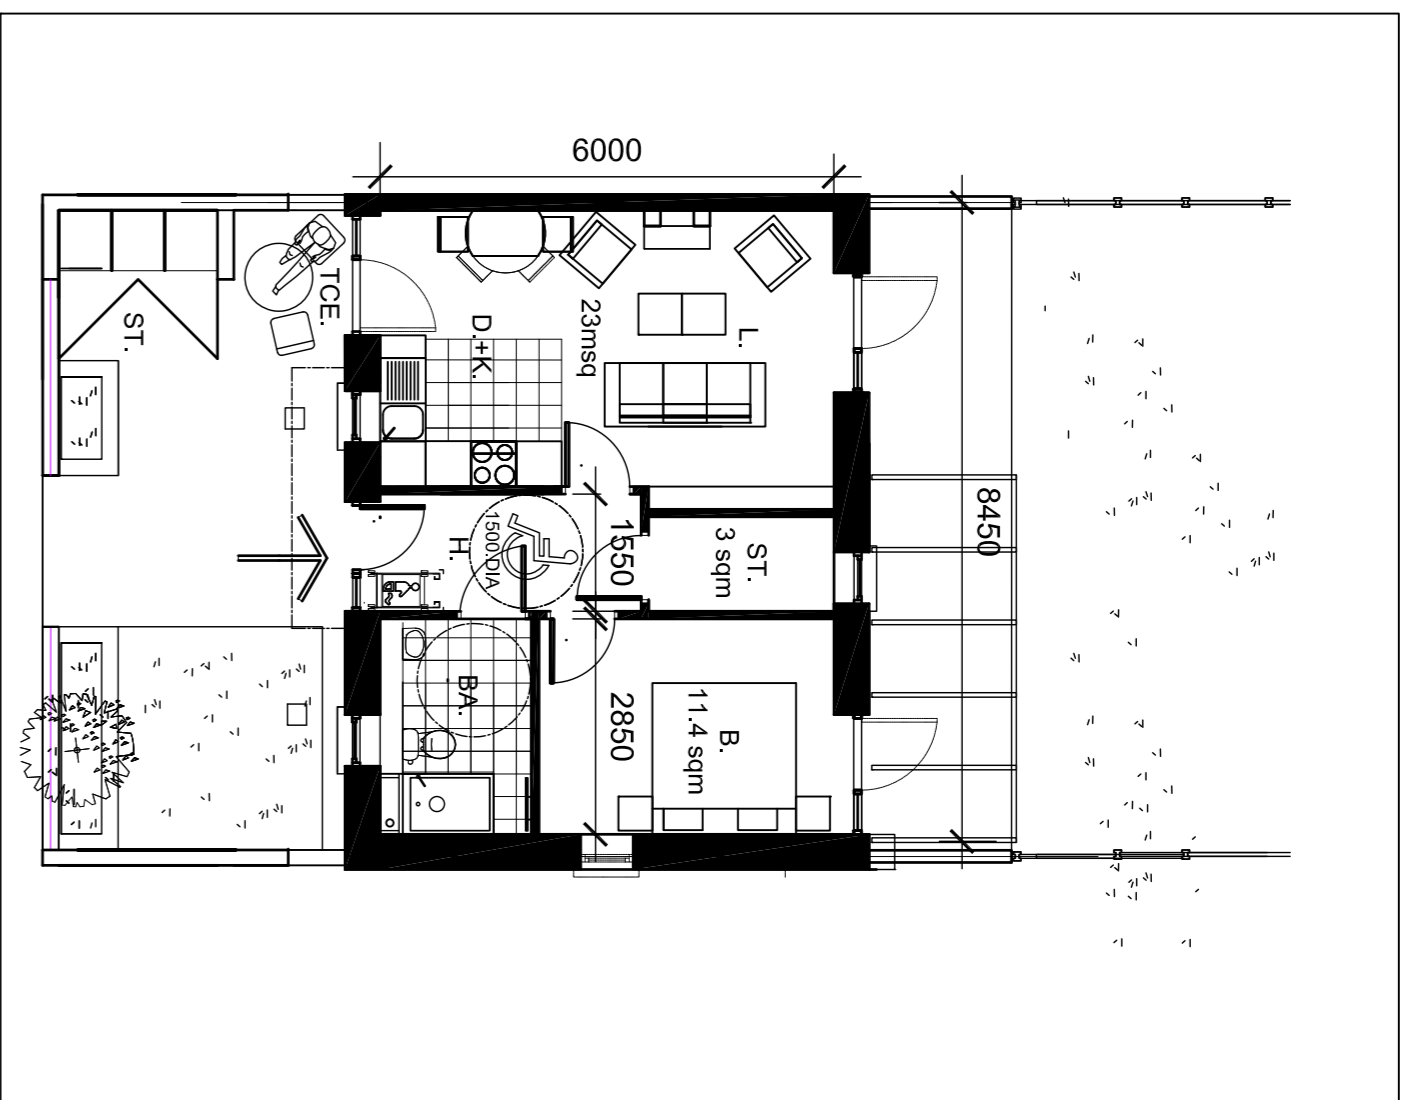 6000
TCE.
ST.
D.+K.
23msq
L.
8450
H.
1500.DIA
1550
ST.
3 sqm
BA.
2850
B.
11.4 sqm